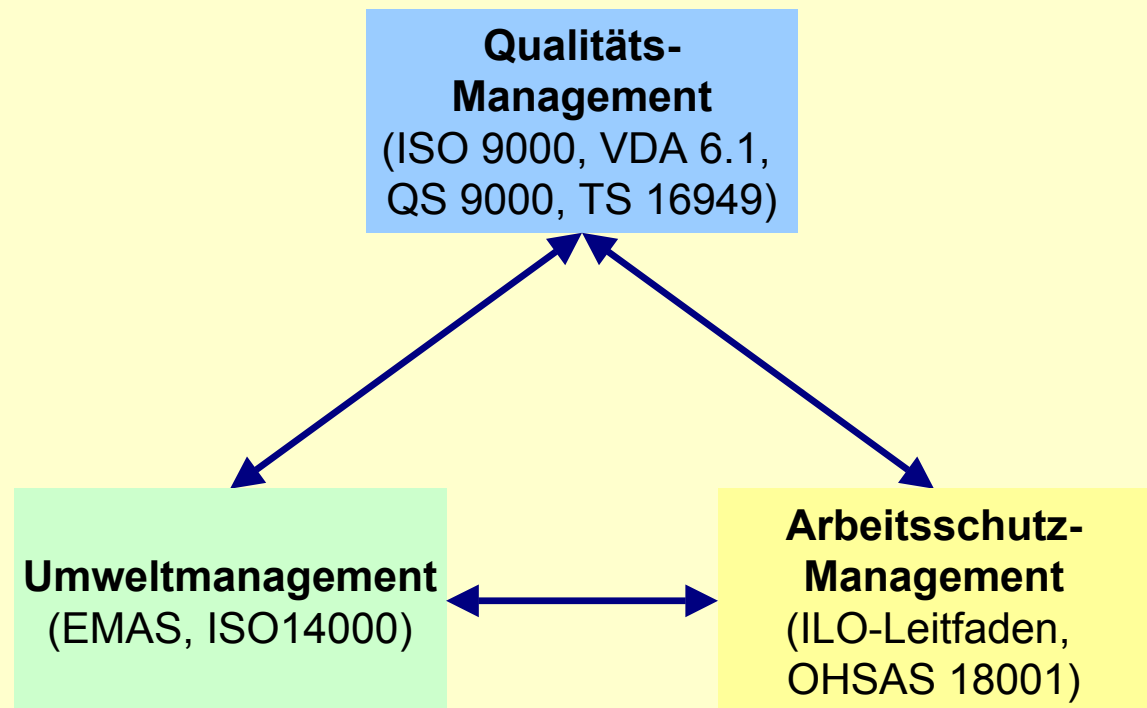 Qualitäts-
Management
(ISO 9000, VDA 6.1,
QS 9000, TS 16949)
Umweltmanagement
(EMAS, ISO14000)
Arbeitsschutz-
Management
(ILO-Leitfaden,
OHSAS 18001)